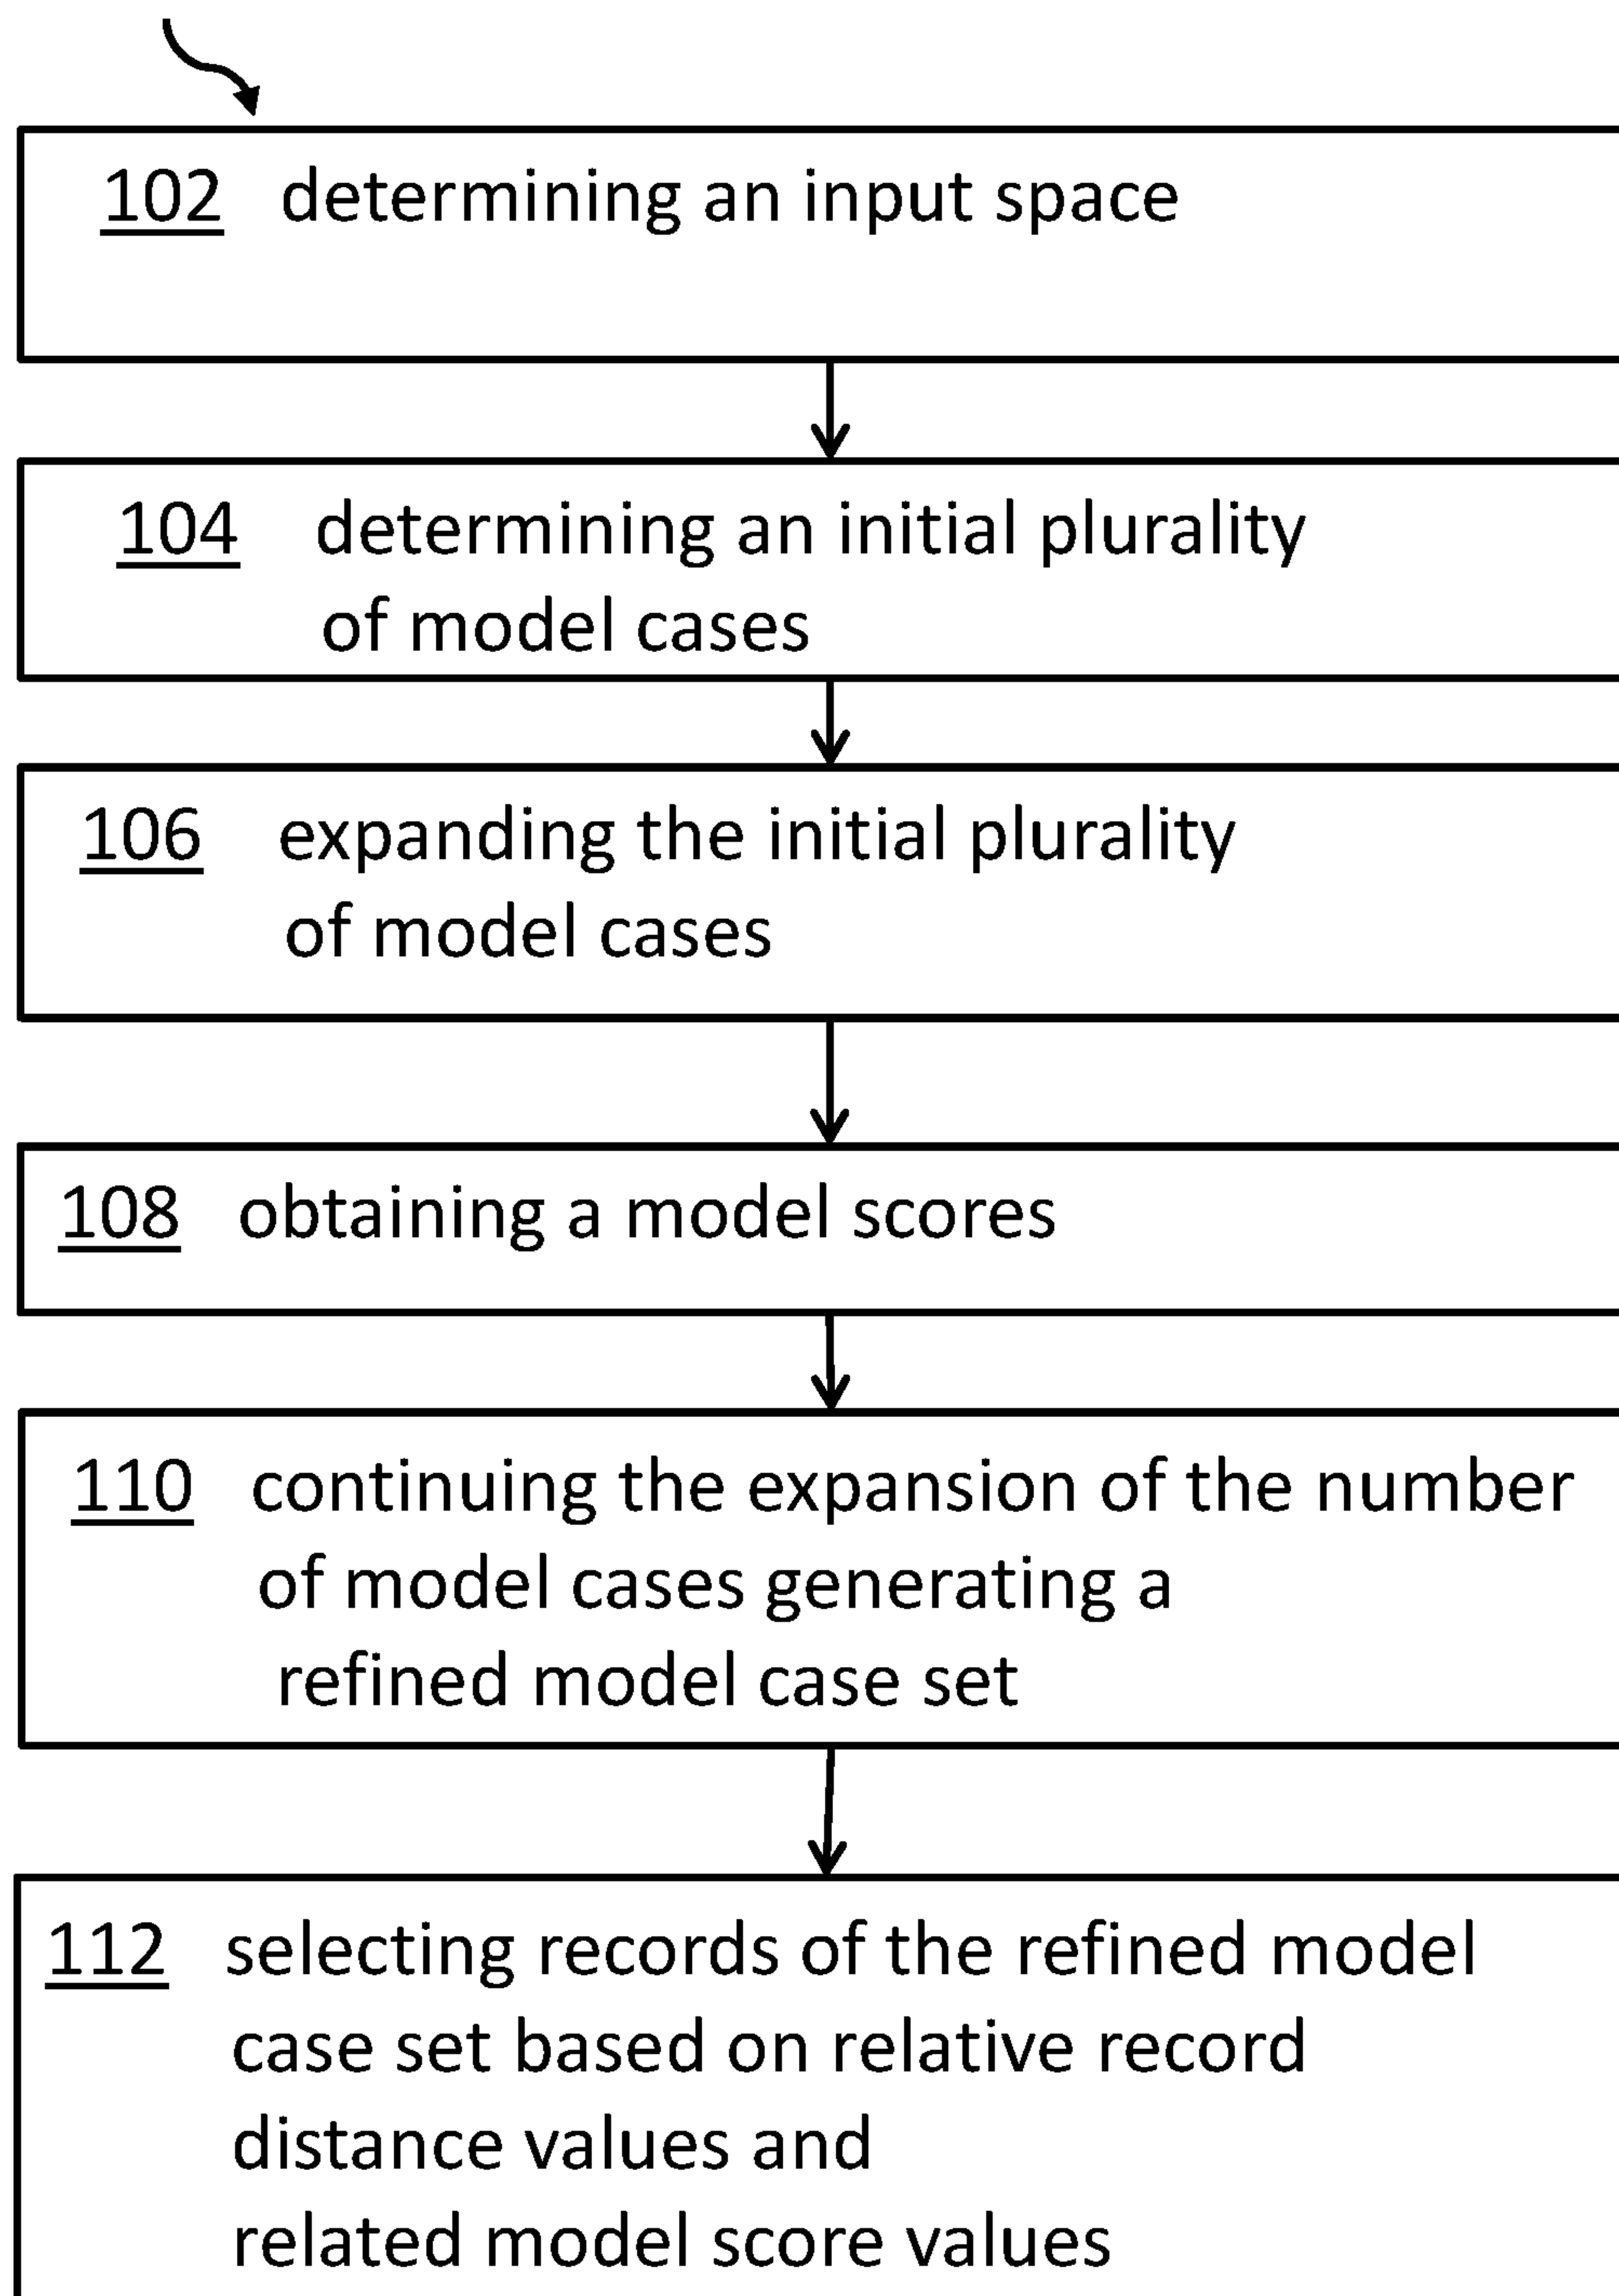 102 determining an input space
104 determining an initial plurality
of model cases
106 expanding the initial plurality
of model cases
108 obtaining a model scores
110 continuing the expansion of the number
of model cases generating a
refined model case set
112 selecting records of the refined model
case set based on relative record
distance values and
related model score values